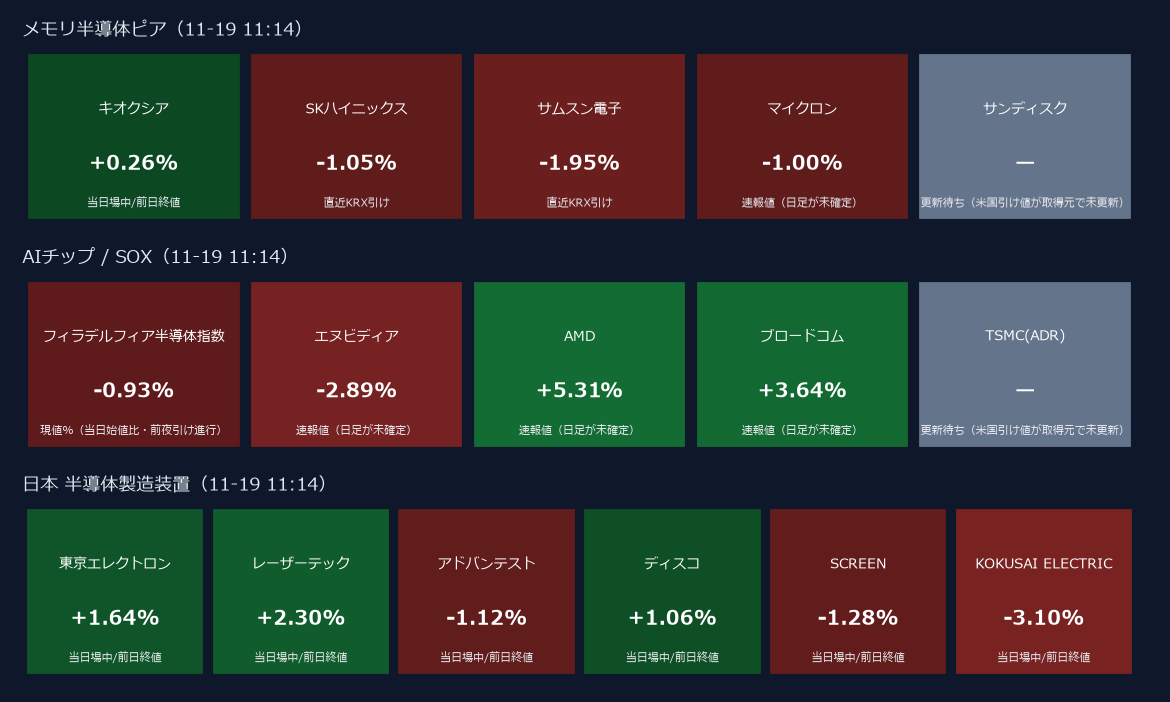 メモリ半導体ピア（11-19 11:14）
キオクシア
+0.26%
当日場中/前日終値
SKハイニックス
-1.05%
直近KRX引け
サムスン電子
-1.95%
直近KRX引け
マイクロン
-1.00%
速報値（日足が未確定）
サンディスク
—
更新待ち（米国引け値が取得元で未更新）
AIチップ / SOX（11-19 11:14）
フィラデルフィア半導体指数
-0.93%
現値%（当日始値比・前夜引け進行）
エヌビディア
-2.89%
速報値（日足が未確定）
AMD
+5.31%
速報値（日足が未確定）
ブロードコム
+3.64%
速報値（日足が未確定）
TSMC(ADR)
—
更新待ち（米国引け値が取得元で未更新）
日本 半導体製造装置（11-19 11:14）
東京エレクトロン
+1.64%
当日場中/前日終値
レーザーテック
+2.30%
当日場中/前日終値
アドバンテスト
-1.12%
当日場中/前日終値
ディスコ
+1.06%
当日場中/前日終値
SCREEN
-1.28%
当日場中/前日終値
KOKUSAI ELECTRIC
-3.10%
当日場中/前日終値